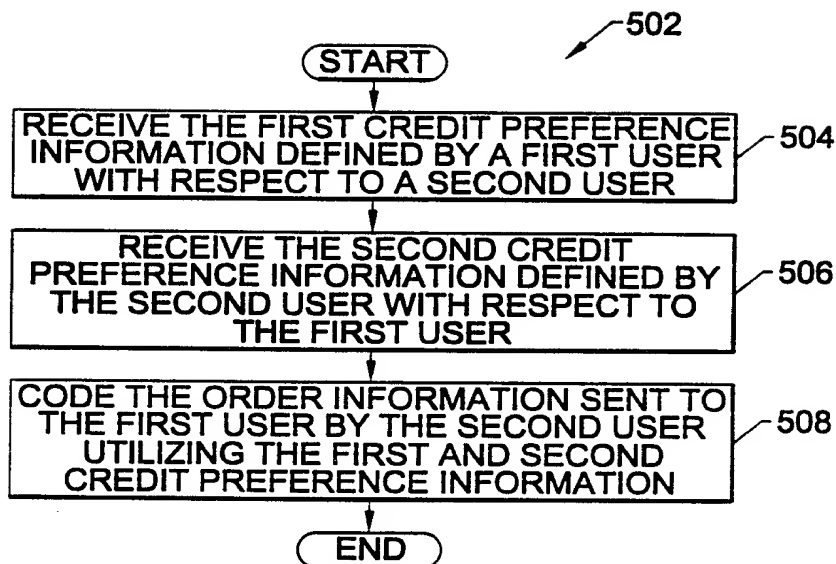 502
START
RECEIVE THE FIRST CREDIT PREFERENCE
INFORMATION DEFINED BY A FIRST USER
WITH RESPECT TO A SECOND USER
504
RECEIVE THE SECOND CREDIT
PREFERENCE INFORMATION DEFINED BY
THE SECOND USER WITH RESPECT TO
THE FIRST USER
506
CODE THE ORDER INFORMATION SENT TO
THE FIRST USER BY THE SECOND USER
UTILIZING THE FIRST AND SECOND
CREDIT PREFERENCE INFORMATION
508
END